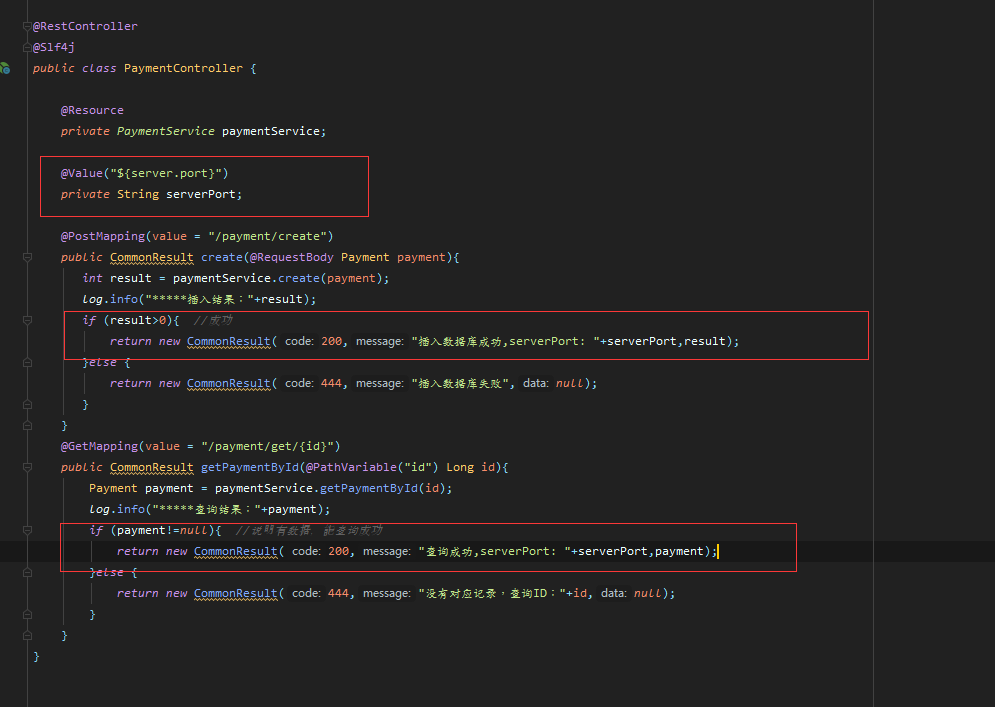 @RestController
@Slf4j
public class PaymentController {
@Resource
private PaymentService paymentService;
@Value("${server.port}")
private String serverPort;
@PostMapping(value = "/payment/create")
public CommonResult create(@RequestBody Payment payment){
int result = paymentService.create(payment);
log.info("*****插入结果："+result);
if (result>0){  //成功
return new CommonResult( code: 200, message: "插入数据库成功,serverPort: "+serverPort,result);
}else {
return new CommonResult( code: 444, message: "插入数据库失败", data: null);
}
}
@GetMapping(value = "/payment/get/{id}")
public CommonResult getPaymentById(@PathVariable("id") Long id){
Payment payment = paymentService.getPaymentById(id);
log.info("*****查询结果："+payment);
if (payment!=null){  //说明有数据 能查询成功
return new CommonResult( code: 200, message: "查询成功,serverPort: "+serverPort,payment);
}else {
return new CommonResult( code: 444, message: "没有对应记录，查询ID："+id, data: null);
}
}
}